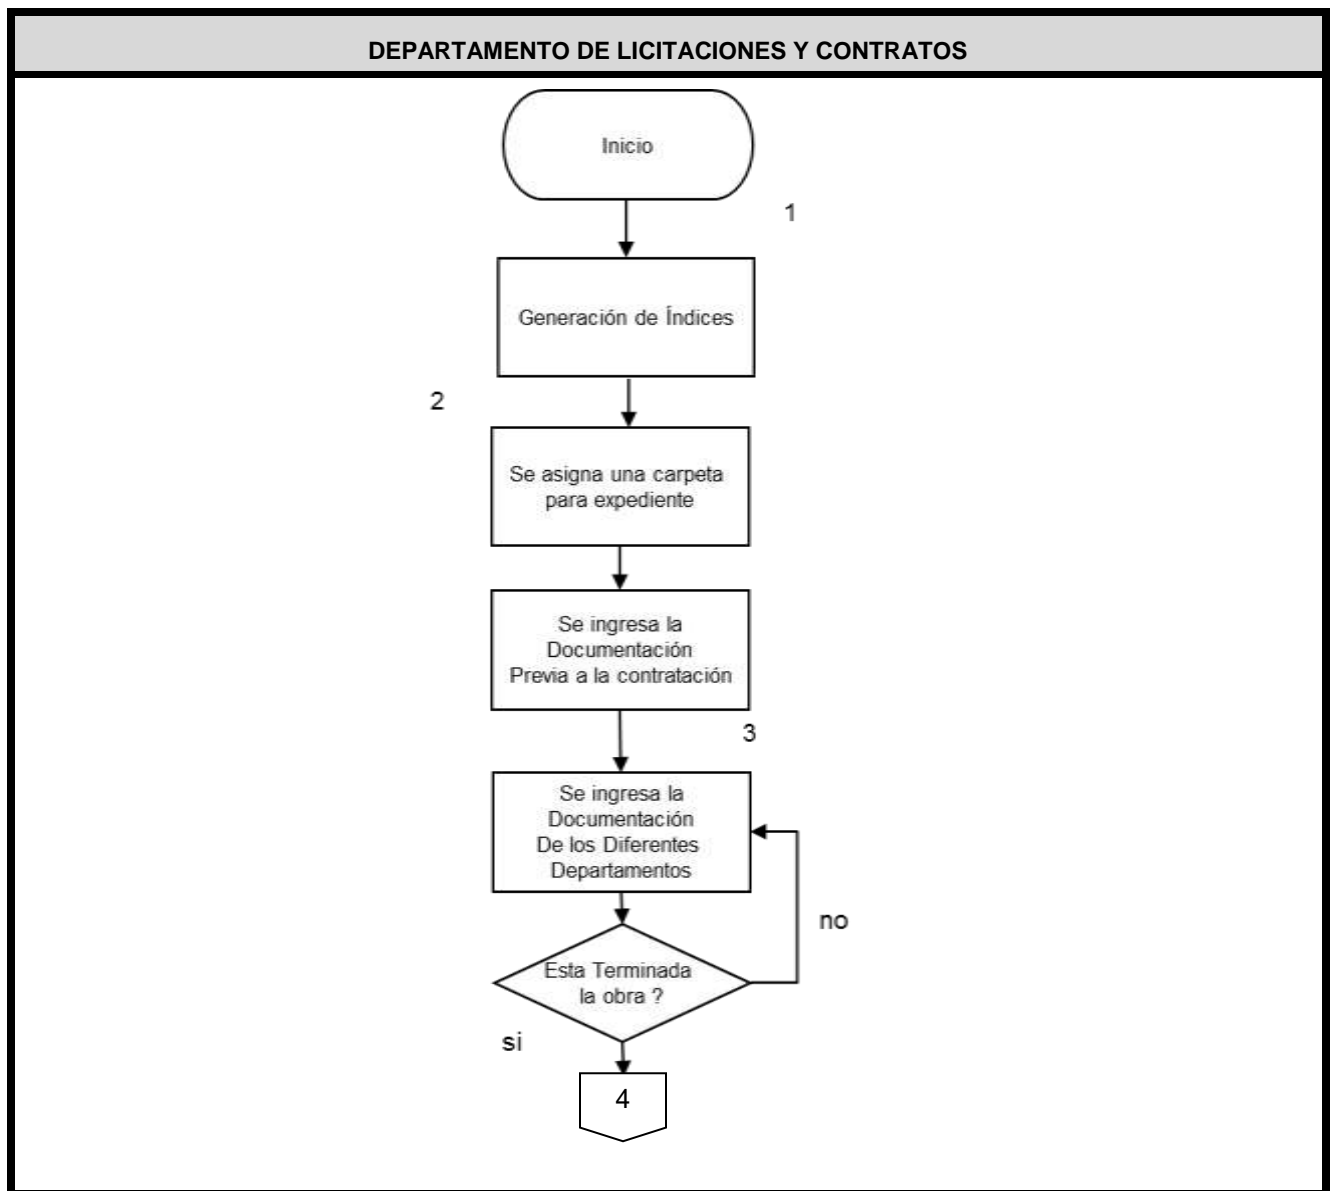 DEPARTAMENTO DE LICITACIONES Y CONTRATOS
Inicio
1
Generación de Índices
2
Se asigna una carpeta
para expediente
Se ingresa la
Documentación
Previa a la contratación
3
Se ingresa la
Documentación
De los Diferentes
Departamentos
no
Esta Terminada
la obra ?
si
4